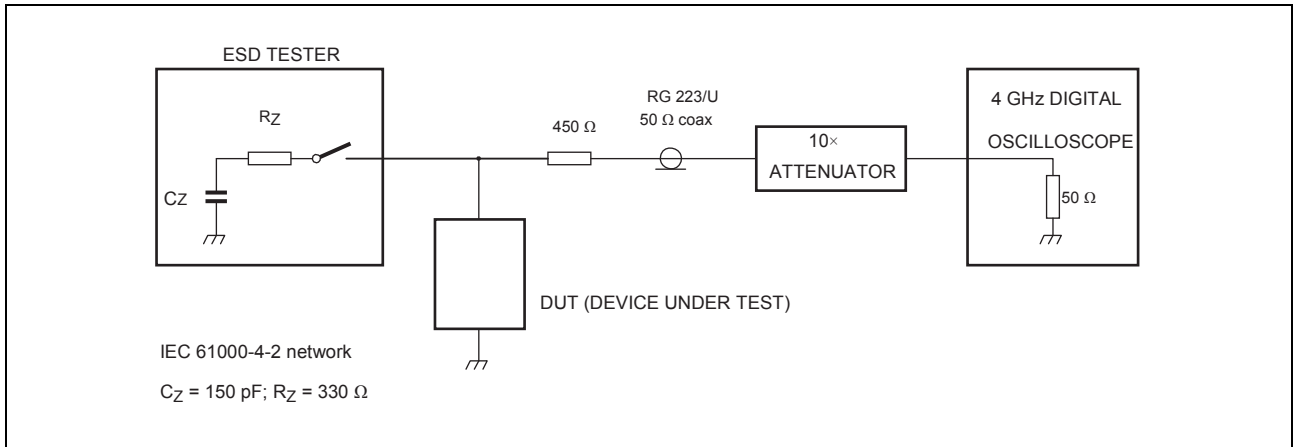 ESD TESTER
RZ
CZ
450 Ω
RG 223/U
50 Ω coax
10×
ATTENUATOR
4 GHz DIGITAL
OSCILLOSCOPE
50 Ω
DUT (DEVICE UNDER TEST)
IEC 61000-4-2 network
CZ = 150 pF; RZ = 330 Ω